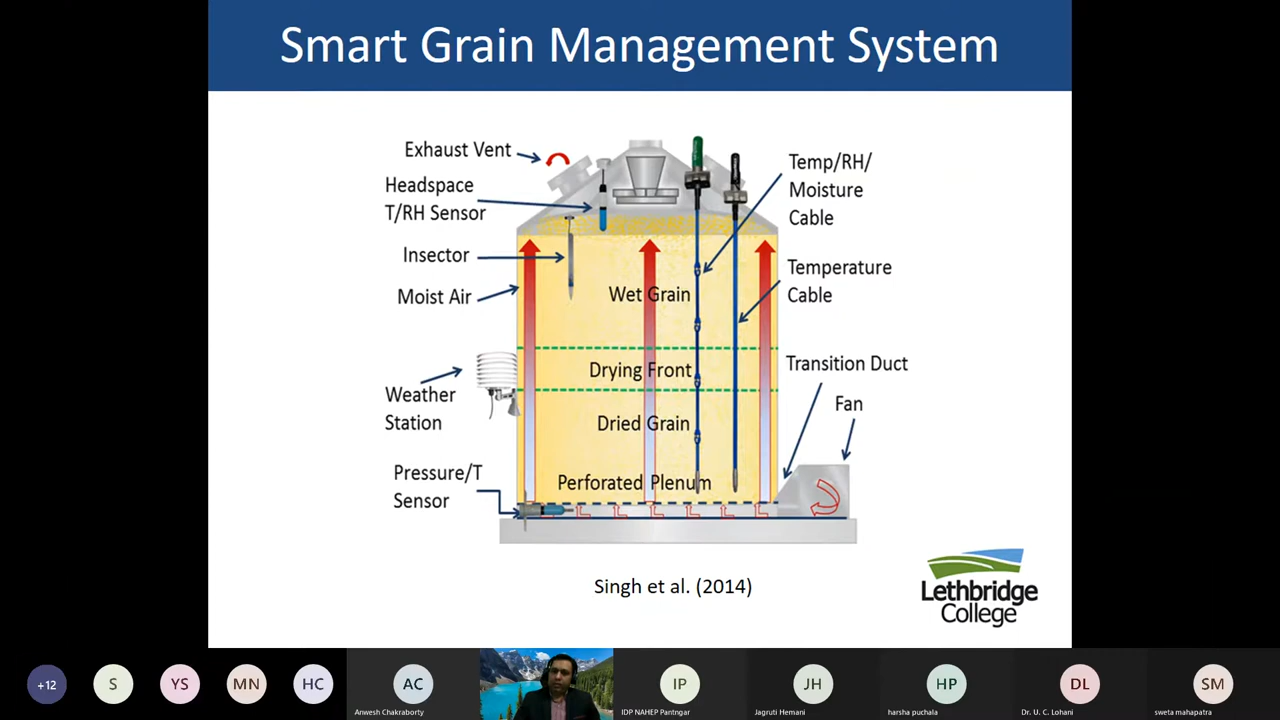 Smart Grain Management System
Exhaust Vent
Headspace
T/RH Sensor
Insector
Moist Air
Weather
Station
Pressure/T
Sensor
Wet Grain
Drying Front
Dried Grain
Perforated Plenum
Temp/RH/
Moisture
Cable
Temperature
Cable
Transition Duct
Fan
Singh et al. (2014)
Lethbridge
College
+12
S
YS
MN
HC
AC
Anwesh Chakraborty
IP
IDP NAHEP Pantngar
JH
Jagruti Hemani
HP
harsha puchala
DL
Dr. U. C. Lohani
SM
sweta mahapatra